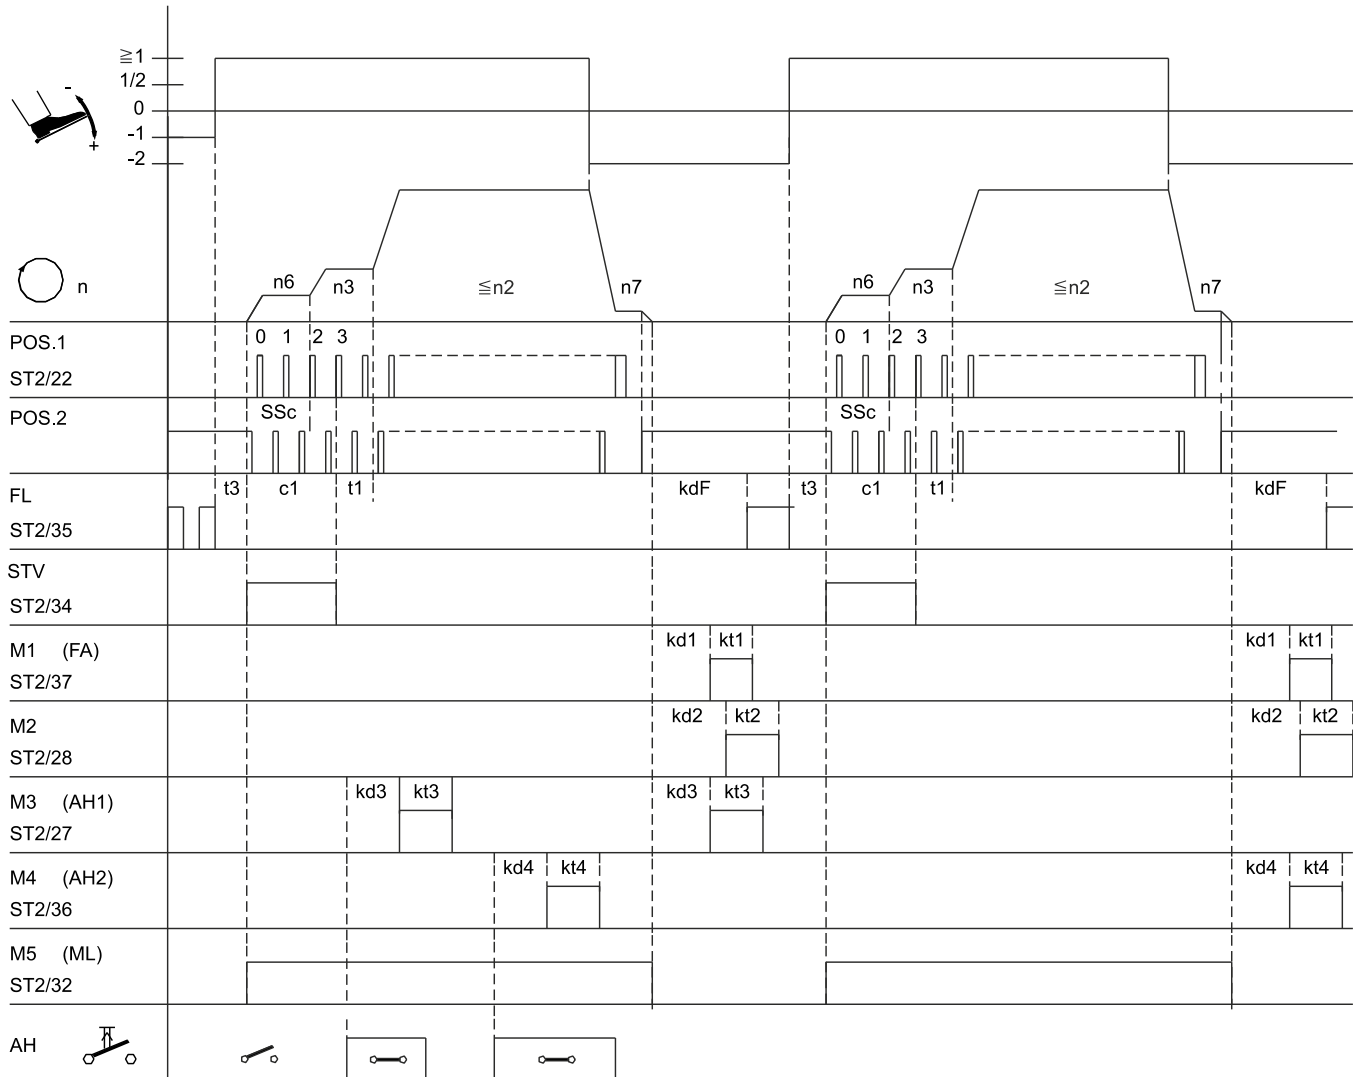 ≧1
1/2
0
-1
-2
-
+
n
n6
n3
≦n2
n7
n6
n3
≦n2
n7
POS.1
ST2/22
0 1 2 3
0 1 2 3
POS.2
SSc
SSc
FL
ST2/35
t3 c1 t1 kdF t3 c1 t1 kdF
STV
ST2/34
M1 (FA)
ST2/37
kd1 kt1 kd1 kt1
M2
ST2/28
kd2 kt2 kd2 kt2
M3 (AH1)
ST2/27
kd3 kt3 kd3 kt3
M4 (AH2)
ST2/36
kd4 kt4 kd4 kt4
M5 (ML)
ST2/32
AH